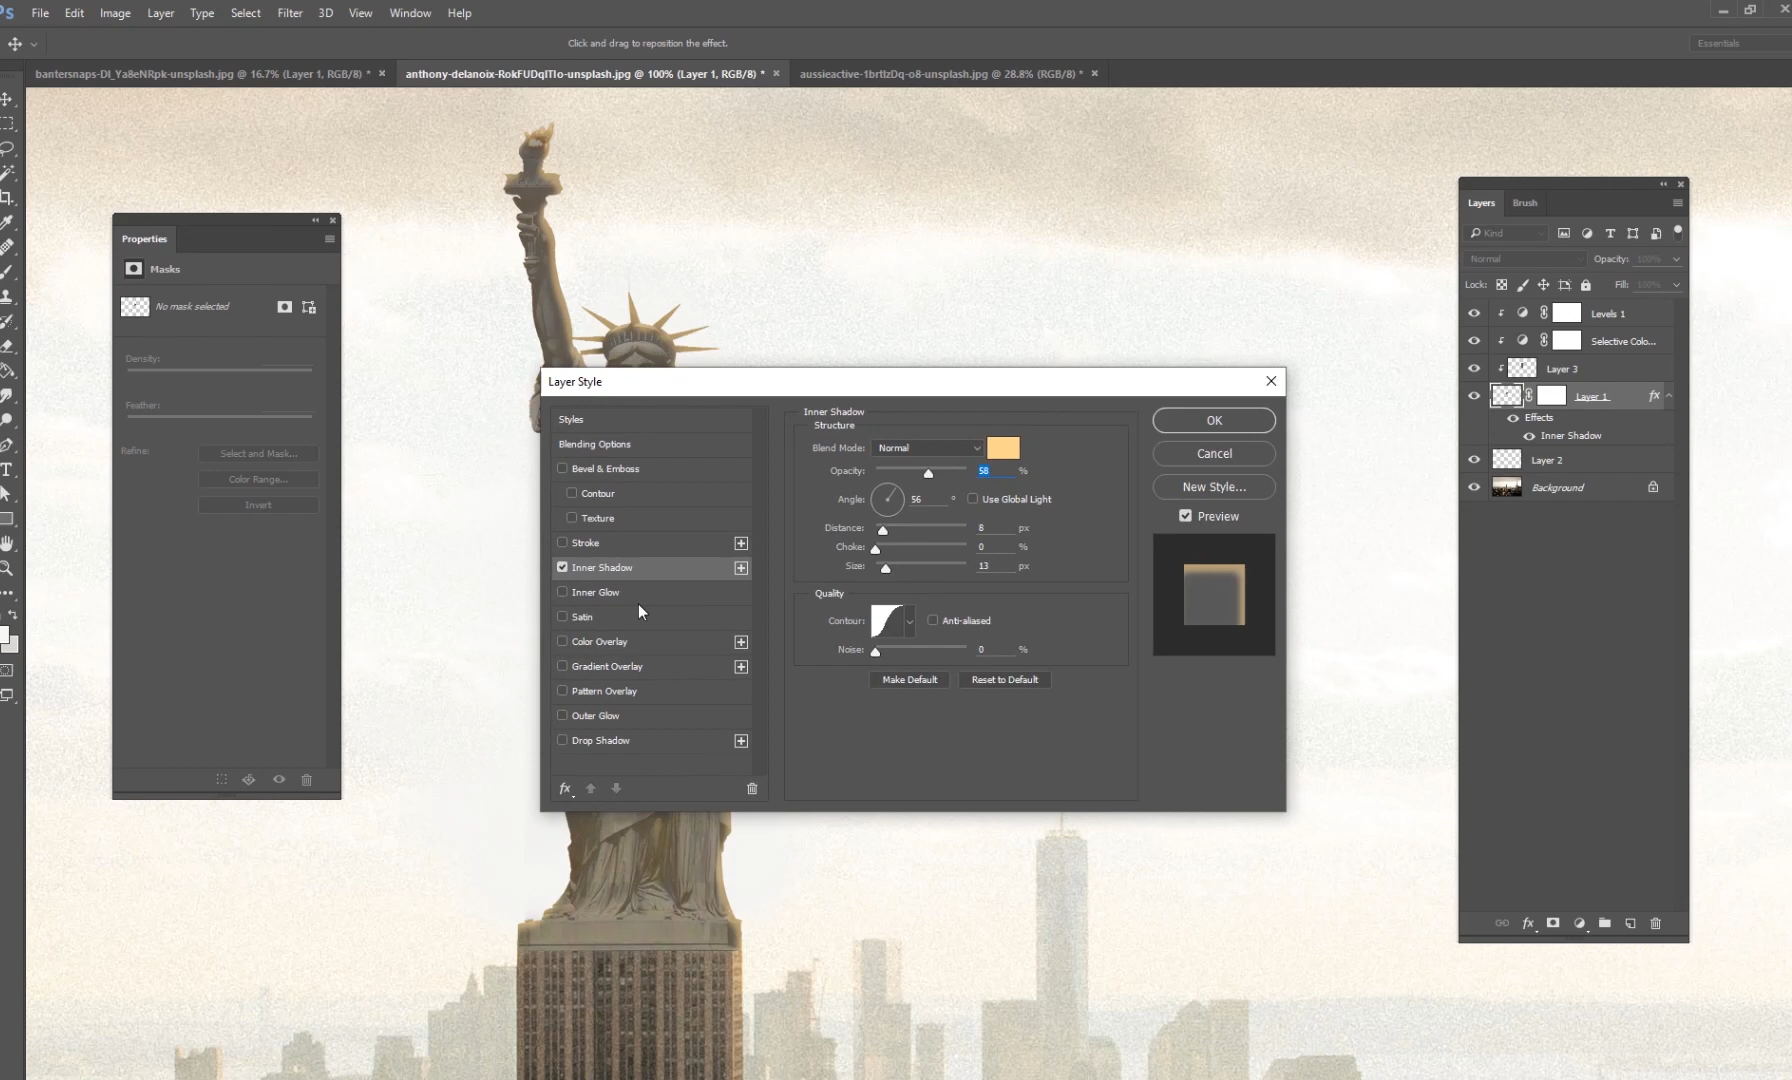 Ps File Edit Image Layer Type Select Filter 3D View Window Help
Click and drag to reposition the effect.
Essentials
bantersnaps-DI_Ya8eNRpk-unsplash.jpg @ 16.7% (Layer 1, RGB/8) * ×
anthony-delanoix-RokFUDqITIo-unsplash.jpg @ 100% (Layer 1, RGB/8) * ×
aussieactive-1brtlzDq-o8-unsplash.jpg @ 28.8% (RGB/8) * ×
Properties
Masks
No mask selected
Density:
Feather:
Refine:
Select and Mask...
Color Range...
Invert
Layer Style
Styles
Blending Options
Bevel & Emboss
Contour
Texture
Stroke
Inner Shadow
Inner Glow
Satin
Color Overlay
Gradient Overlay
Pattern Overlay
Outer Glow
Drop Shadow
fx
Inner Shadow
Structure
Blend Mode: Normal
Opacity: 58 %
Angle: 56 ° Use Global Light
Distance: 8 px
Choke: 0 %
Size: 13 px
Quality
Contour: Anti-aliased
Noise: 0 %
Make Default Reset to Default
OK
Cancel
New Style...
Preview
Layers Brush
Kind
Normal Opacity: 100%
Lock: Fill: 100%
Levels 1
Selective Colo...
Layer 3
Layer 1 fx
Effects
Inner Shadow
Layer 2
Background
fx